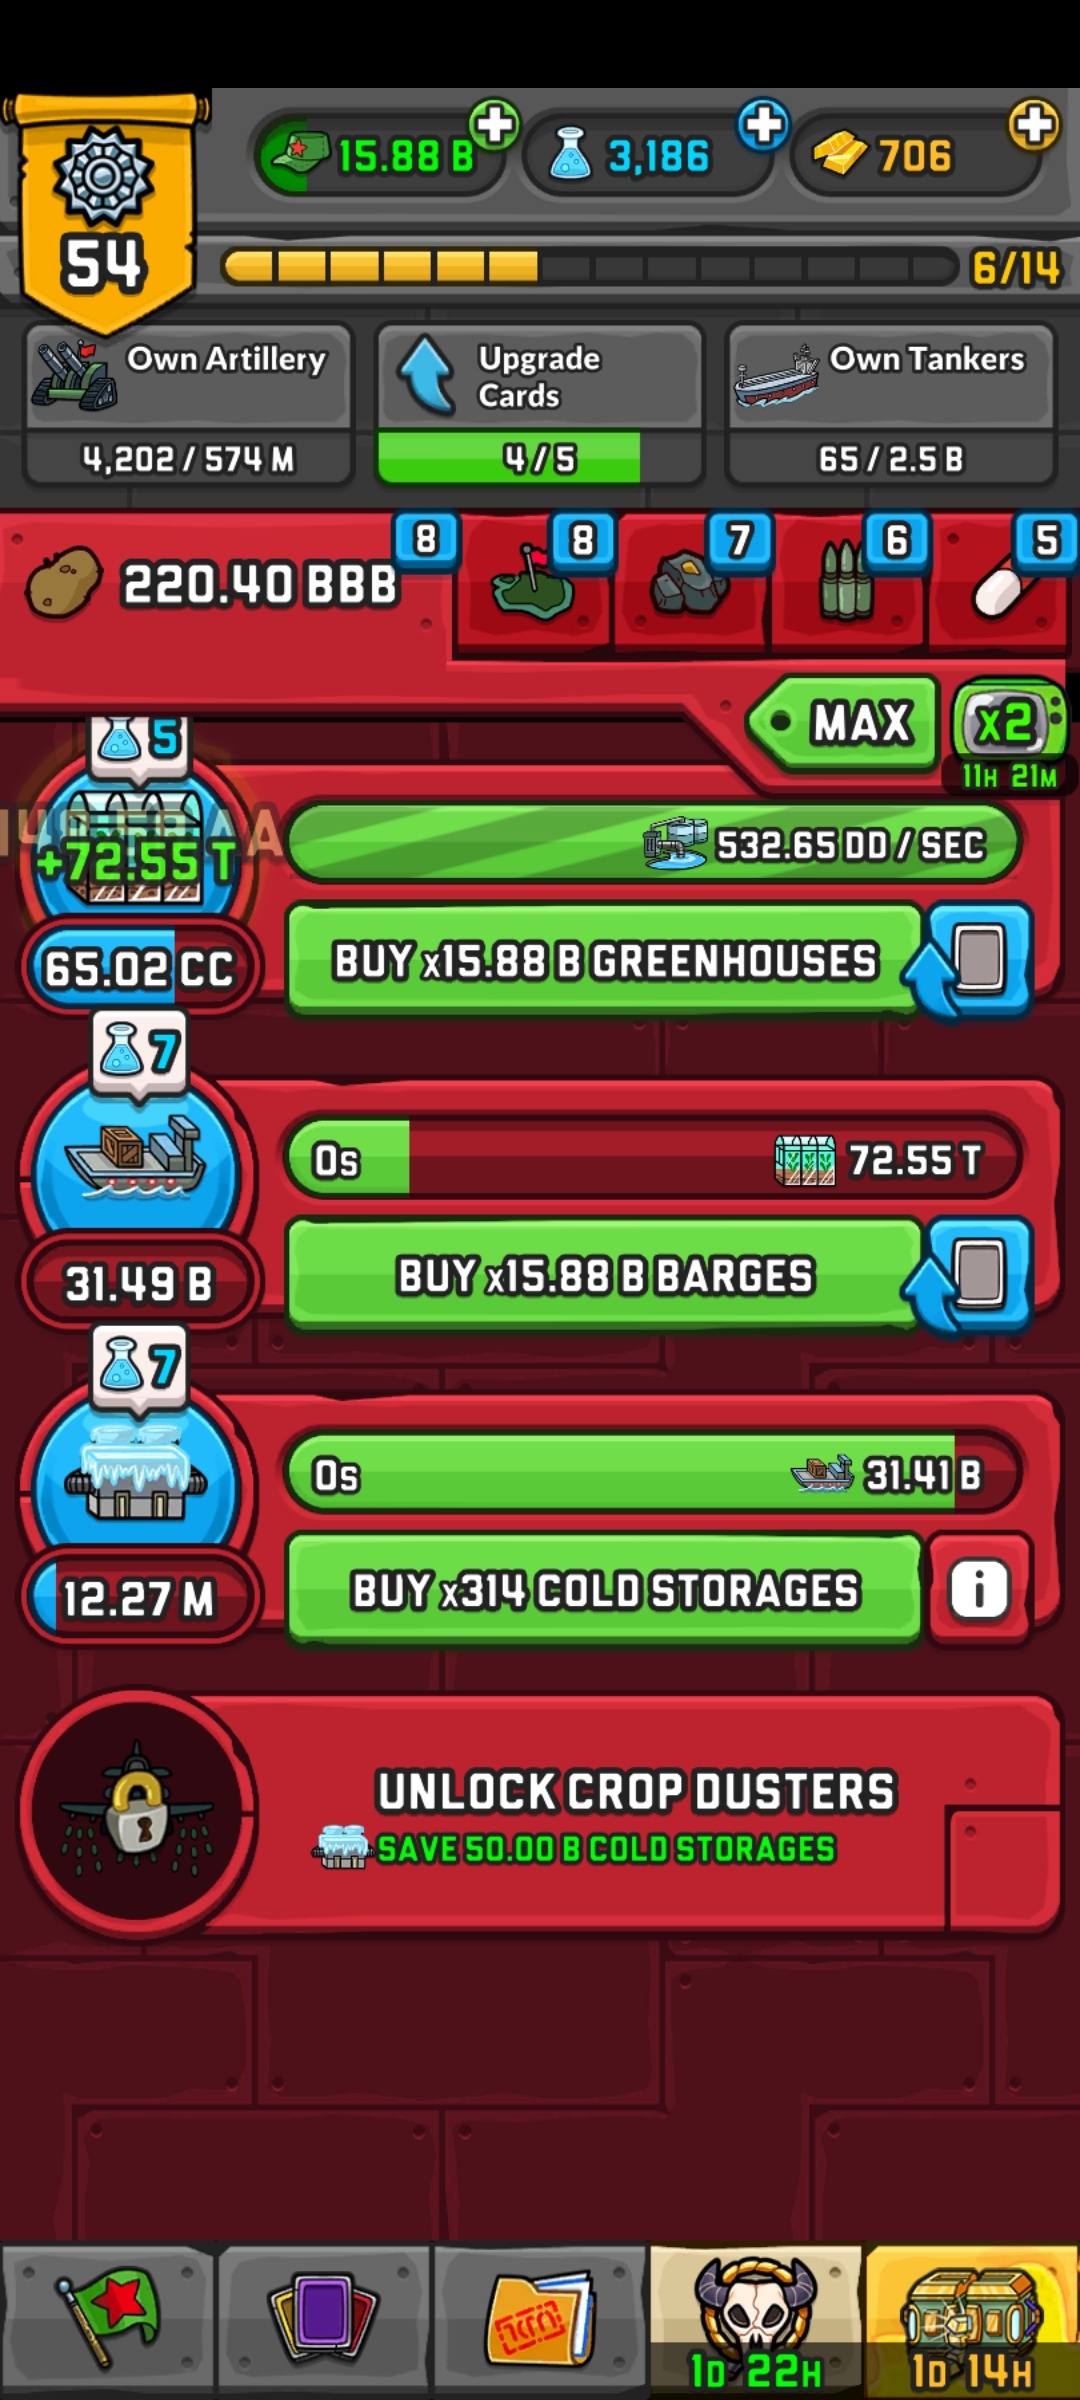 54
15.88 B
3,186
706
6/14
Own Artillery
4,202 / 574 M
Upgrade
Cards
4 / 5
Own Tankers
65 / 2.5 B
220.40 BBB
8
8
7
6
5
MAX
x2
11H 21M
5
+72.55 T
65.02 CC
532.65 DD / SEC
BUY x15.88 B GREENHOUSES
7
31.49 B
0s
72.55 T
BUY x15.88 B BARGES
7
12.27 M
0s
31.41 B
BUY x314 COLD STORAGES
i
UNLOCK CROP DUSTERS
SAVE 50.00 B COLD STORAGES
1D 22H
1D 14H